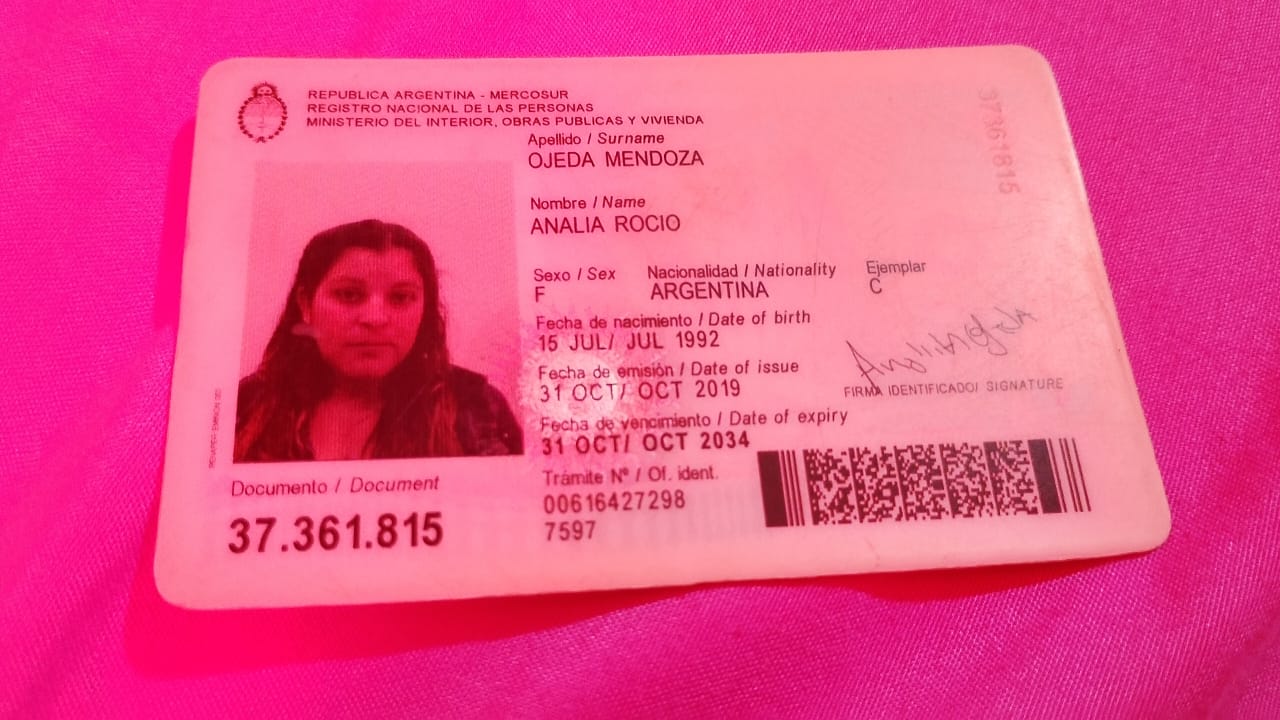 REPUBLICA ARGENTINA - MERCOSUR
REGISTRO NACIONAL DE LAS PERSONAS
MINISTERIO DEL INTERIOR, OBRAS PUBLICAS Y VIVIENDA
Apellido / Surname
OJEDA MENDOZA
Nombre / Name
ANALIA ROCIO
Sexo / Sex Nacionalidad / Nationality Ejemplar
F ARGENTINA C
Fecha de nacimiento / Date of birth
15 JUL/ JUL 1992
Fecha de emisión / Date of issue
31 OCT/ OCT 2019
FIRMA IDENTIFICADO/ SIGNATURE
Fecha de vencimiento / Date of expiry
31 OCT/ OCT 2034
Documento / Document
37.361.815
Trámite Nº / Of. ident.
00616427298
7597
37361815